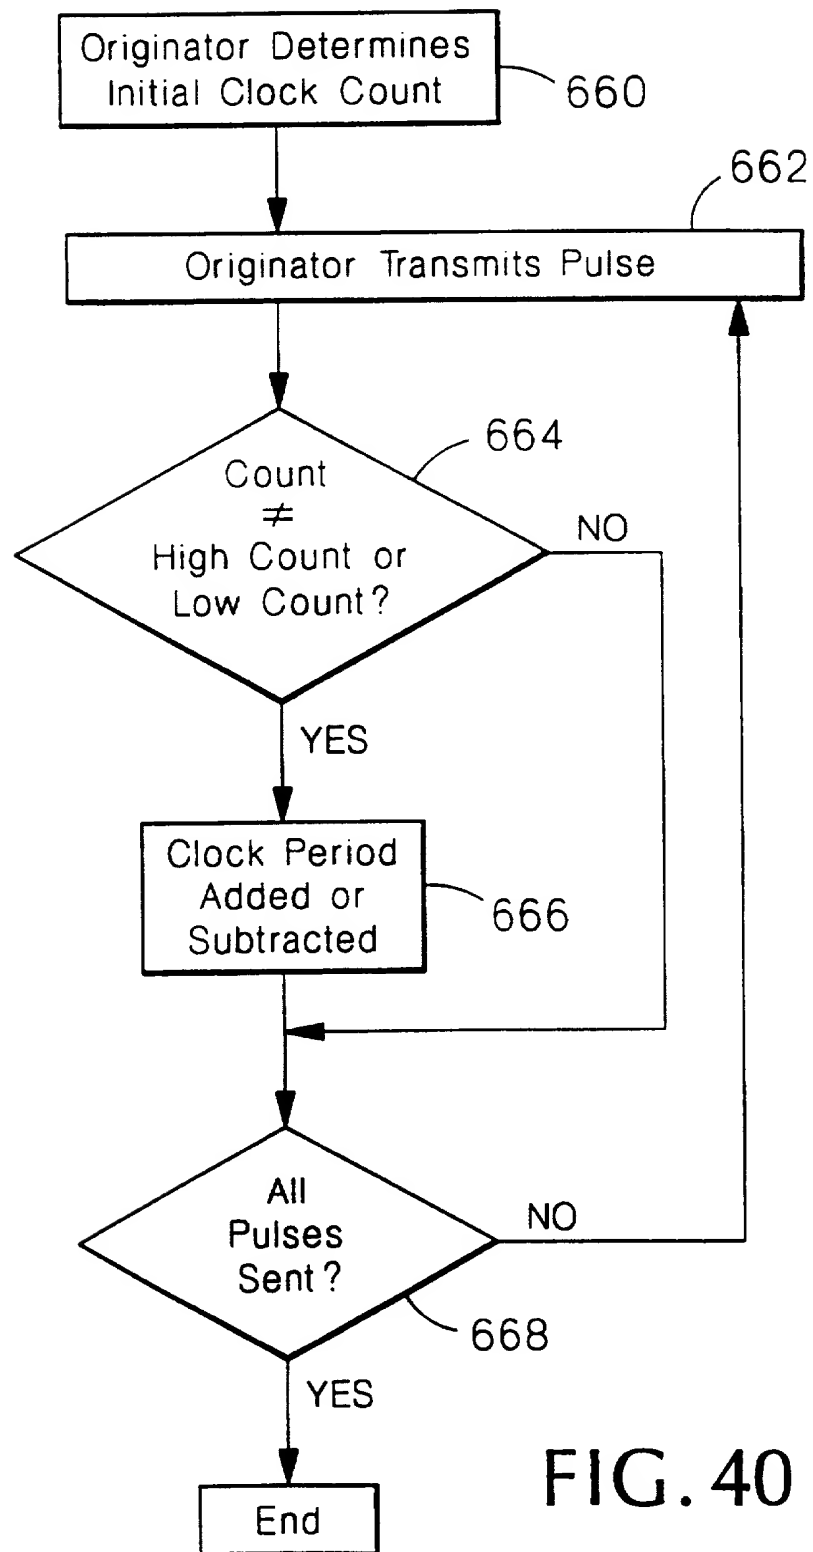 Originator Determines
Initial Clock Count
660
662
Originator Transmits Pulse
664
Count
≠
High Count or
Low Count?
NO
YES
Clock Period
Added or
Subtracted
666
All
Pulses
Sent?
NO
668
YES
End
FIG. 40